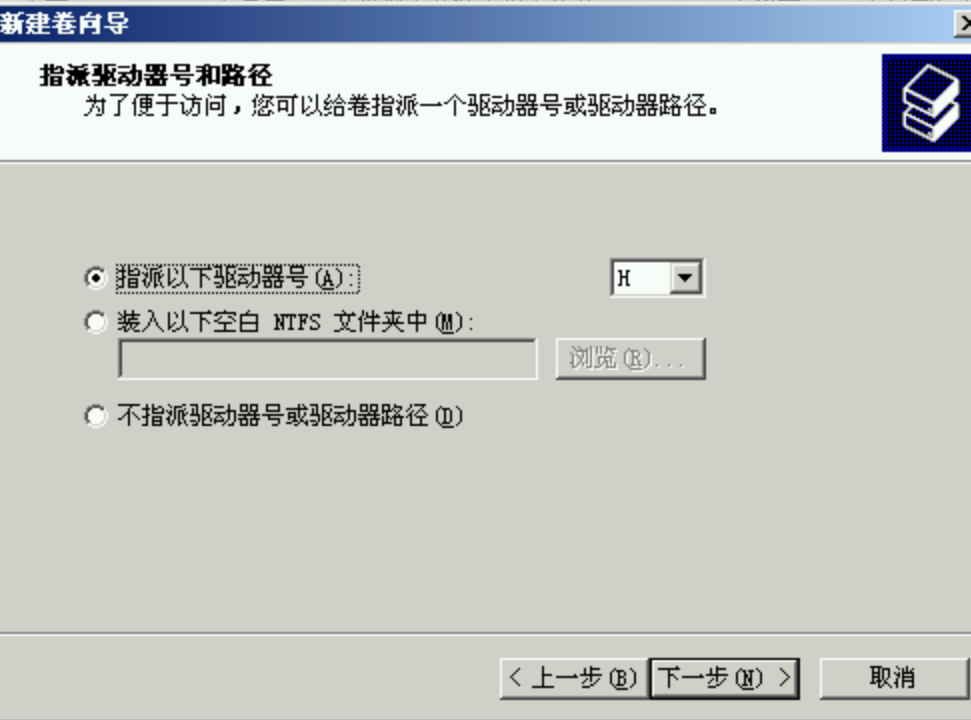 新建卷向导
指派驱动器号和路径
为了便于访问，您可以给卷指派一个驱动器号或驱动器路径。
指派以下驱动器号(A): H
装入以下空白 NTFS 文件夹中(M):
浏览(R)...
不指派驱动器号或驱动器路径(D)
< 上一步(B) 下一步(N) > 取消